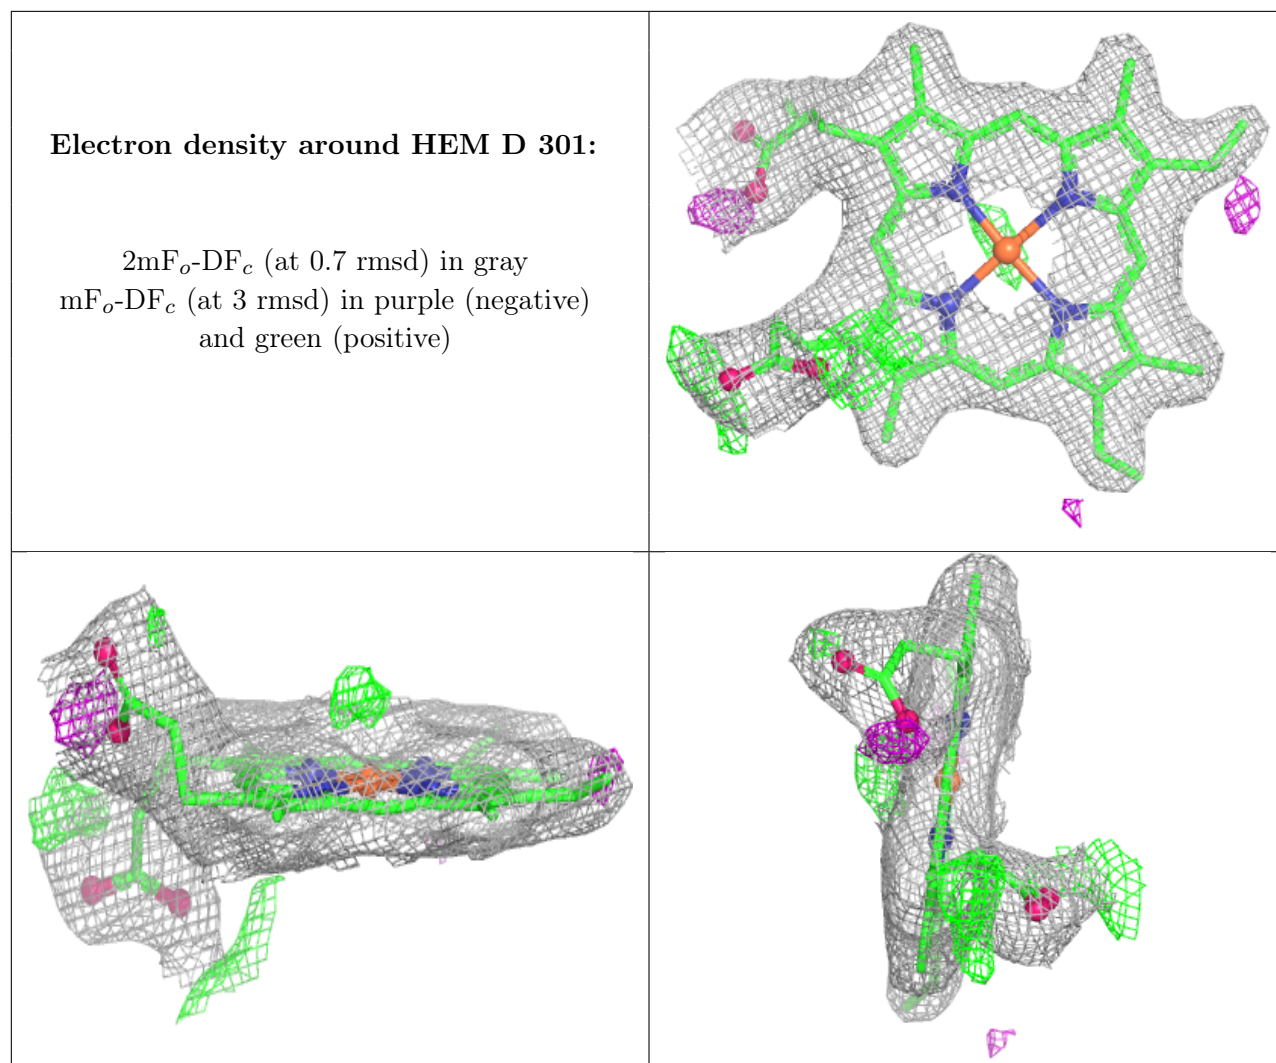 Electron density around HEM D 301:
2mFo-DFc (at 0.7 rmsd) in gray
mFo-DFc (at 3 rmsd) in purple (negative)
and green (positive)